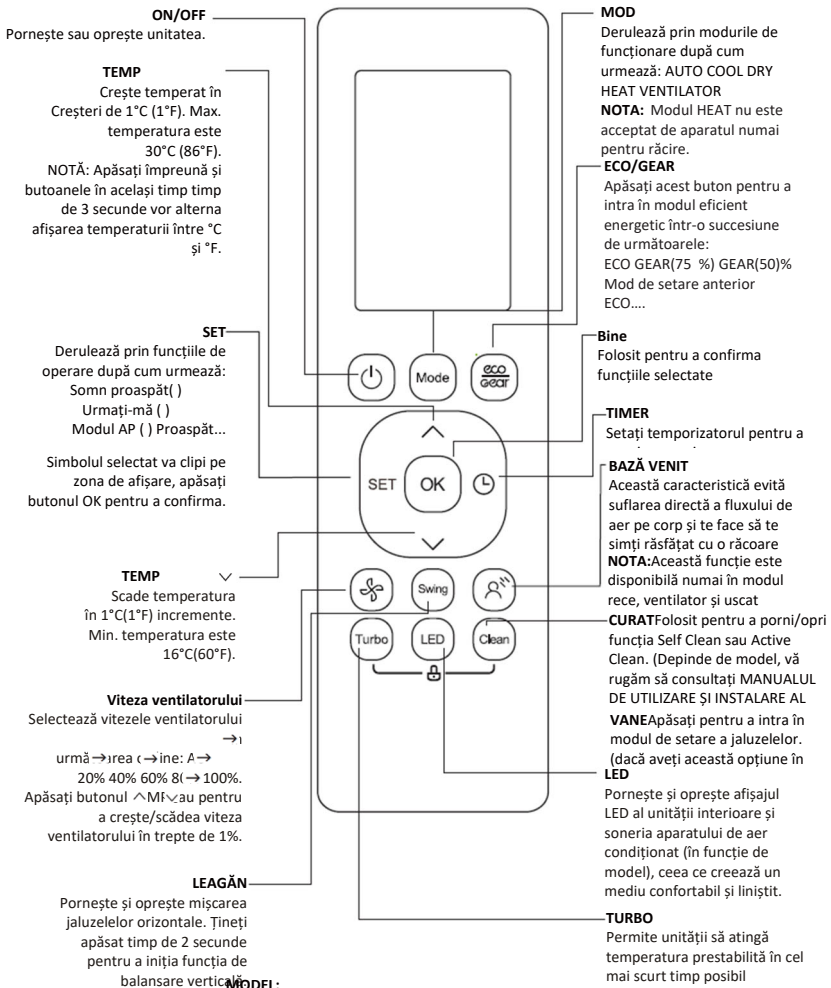 ON/OFF
Pornește sau oprește unitatea.
TEMP
Crește temperat în
Creșteri de 1°C (1°F). Max.
temperatura este
30°C (86°F).
NOTĂ: Apăsați împreună și
butoanele în același timp timp
de 3 secunde vor alterna
afișarea temperaturii între °C
și °F.
SET
Derulează prin funcțiile de
operare după cum urmează:
Somn proaspăt( )
Urmați-mă ( )
Modul AP ( ) Proaspăt...
Simbolul selectat va clipi pe
zona de afișare, apăsați
butonul OK pentru a confirma.
TEMP
Scade temperatura
în 1°C(1°F) incremente.
Min. temperatura este
16°C(60°F).
Viteza ventilatorului
Selectează vitezele ventilatorului
→
→ → →
20% 40% 60% → 100%.
Apăsați butonul pentru
a crește/scădea viteza
ventilatorului în trepte de 1%.
LEAGĂN
Pornește și oprește mișcarea
jaluzelelor orizontale. Țineți
apăsat timp de 2 secunde
pentru a iniția funcția de
balansare verticală.
MODEL:
Mode
eco
Gear
SET
OK
Swing
Turbo
LED
Clean
MOD
Derulează prin modurile de
funcționare după cum
urmează: AUTO COOL DRY
HEAT VENTILATOR
NOTA: Modul HEAT nu este
acceptat de aparatul numai
pentru răcire.
ECO/GEAR
Apăsați acest buton pentru a
intra în modul eficient
energetic într-o succesiune
de următoarele:
ECO GEAR(75 %) GEAR(50)%
Mod de setare anterior
ECO....
Bine
Folosit pentru a confirma
funcțiile selectate
TIMER
Setați temporizatorul pentru a
BAZĂ VENIT
Această caracteristică evită
suflarea directă a fluxului de
aer pe corp și te face să te
simți răsfățat cu o răcoare
NOTA:Această funcție este
disponibilă numai în modul
rece, ventilator și uscat
CURATFolosit pentru a porni/opri
funcția Self Clean sau Active
Clean. (Depinde de model, vă
rugăm să consultați MANUALUL
DE UTILIZARE ȘI INSTALARE AL
VANEApăsați pentru a intra în
modul de setare a jaluzelelor.
(dacă aveți această opțiune în
LED
Pornește și oprește afișajul
LED al unității interioare și
soneria aparatului de aer
condiționat (în funcție de
model), ceea ce creează un
mediu confortabil și liniștit.
TURBO
Permite unității să atingă
temperatura prestabilită în cel
mai scurt timp posibil